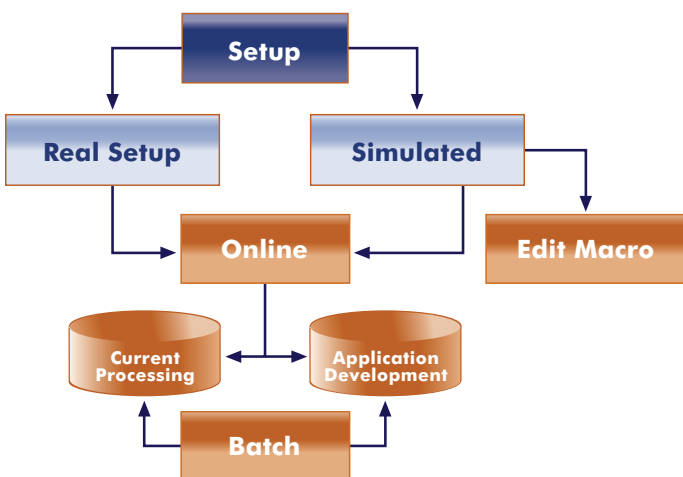 Setup
Real Setup
Simulated
Online
Edit Macro
Current
Processing
Application
Development
Batch